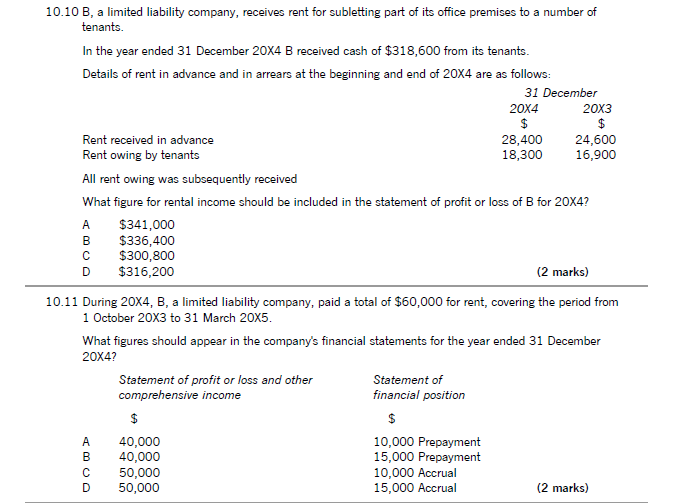 10.10 B, a limited liability company, receives rent for subletting part of its office premises to a number of
tenants.
In the year ended 31 December 20X4 B received cash of $318,600 from its tenants.
Details of rent in advance and in arrears at the beginning and end of 20X4 are as follows:
31 December
20X4 20X3
$ $
Rent received in advance 28,400 24,600
Rent owing by tenants 18,300 16,900
All rent owing was subsequently received
What figure for rental income should be included in the statement of profit or loss of B for 20X4?
A $341,000
B $336,400
C $300,800
D $316,200 (2 marks)
10.11 During 20X4, B, a limited liability company, paid a total of $60,000 for rent, covering the period from
1 October 20X3 to 31 March 20X5.
What figures should appear in the company's financial statements for the year ended 31 December
20X4?
Statement of profit or loss and other Statement of
comprehensive income financial position
$ $
A 40,000 10,000 Prepayment
B 40,000 15,000 Prepayment
C 50,000 10,000 Accrual
D 50,000 15,000 Accrual (2 marks)